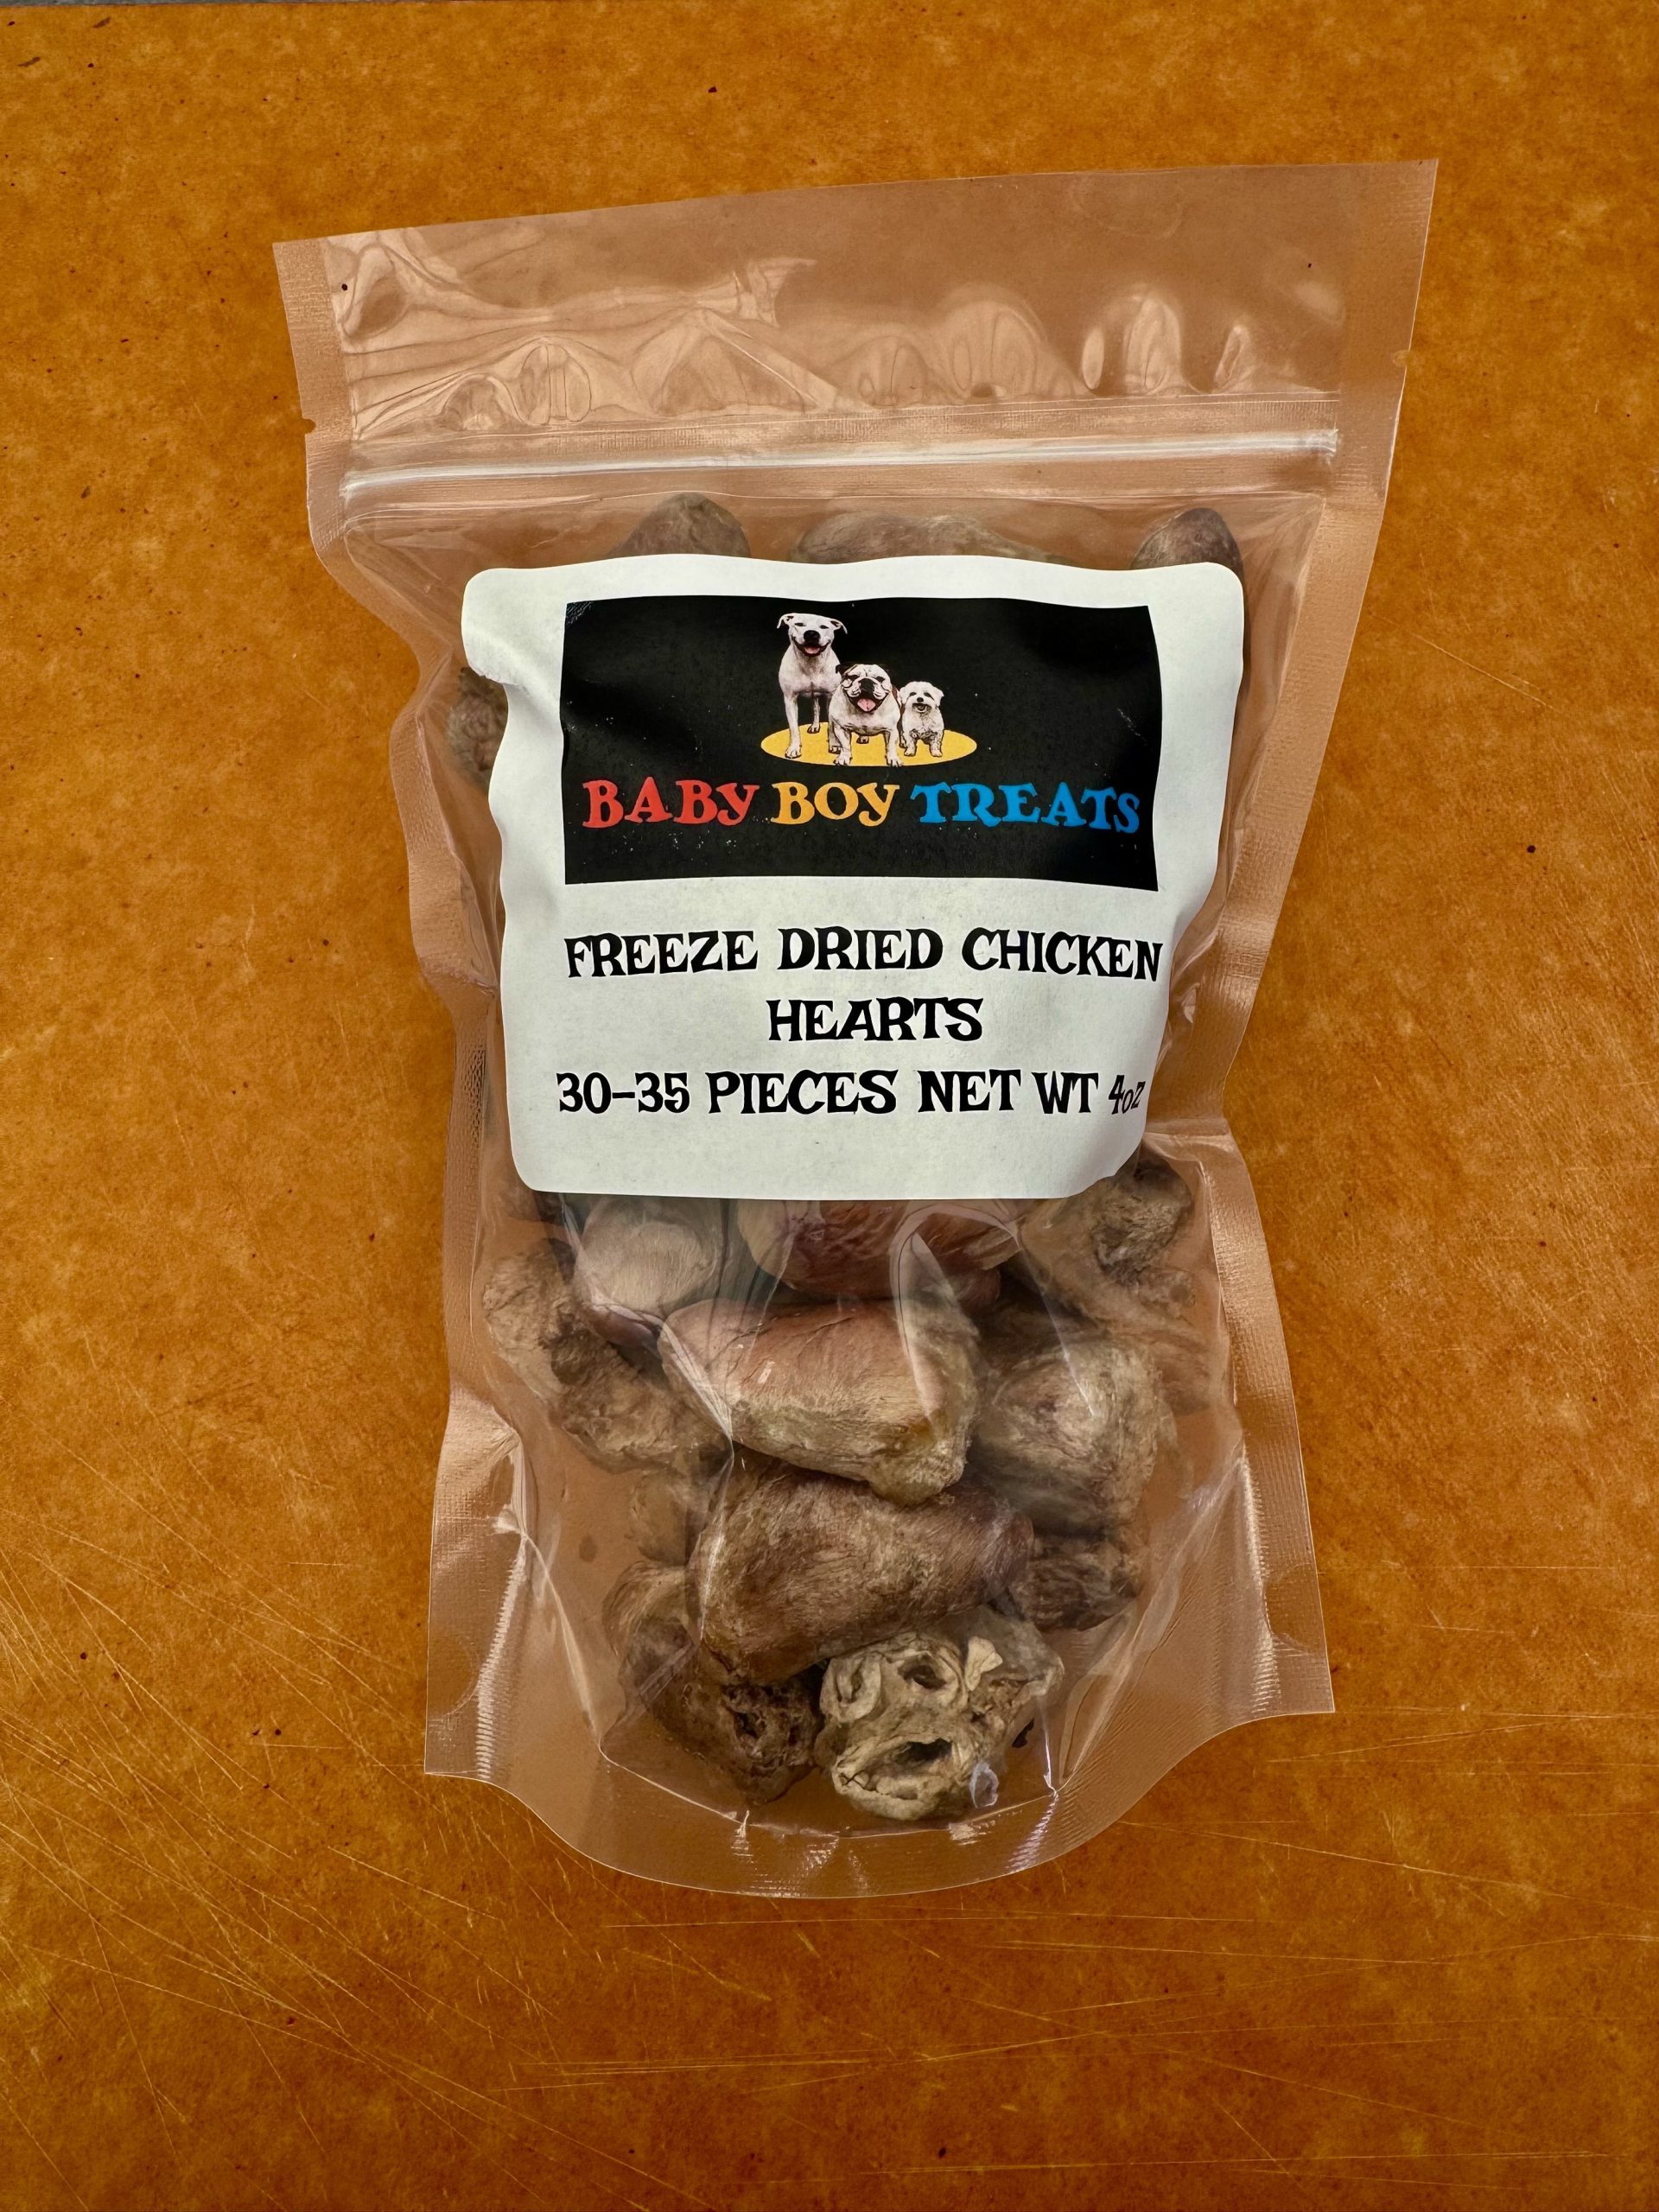 BABY BOY TREATS
FREEZE DRIED CHICKEN
HEARTS
30-35 PIECES NET WT 4oz